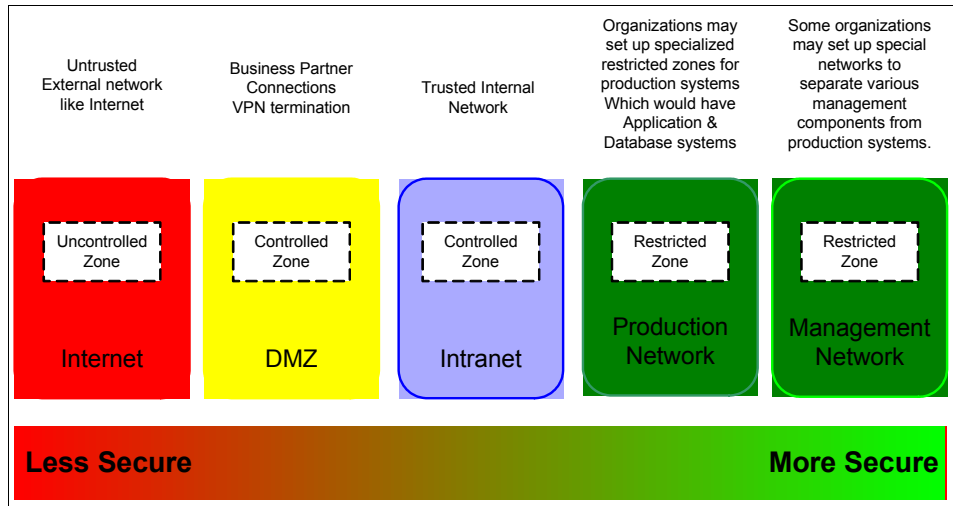 Untrusted
External network
like Internet
Business Partner
Connections
VPN termination
Trusted Internal
Network
Organizations may
set up specialized
restricted zones for
production systems
Which would have
Application &
Database systems
Some organizations
may set up special
networks to
separate various
management
components from
production systems.
Uncontrolled
Zone
Internet
Controlled
Zone
DMZ
Controlled
Zone
Intranet
Restricted
Zone
Production
Network
Restricted
Zone
Management
Network
Less Secure
More Secure